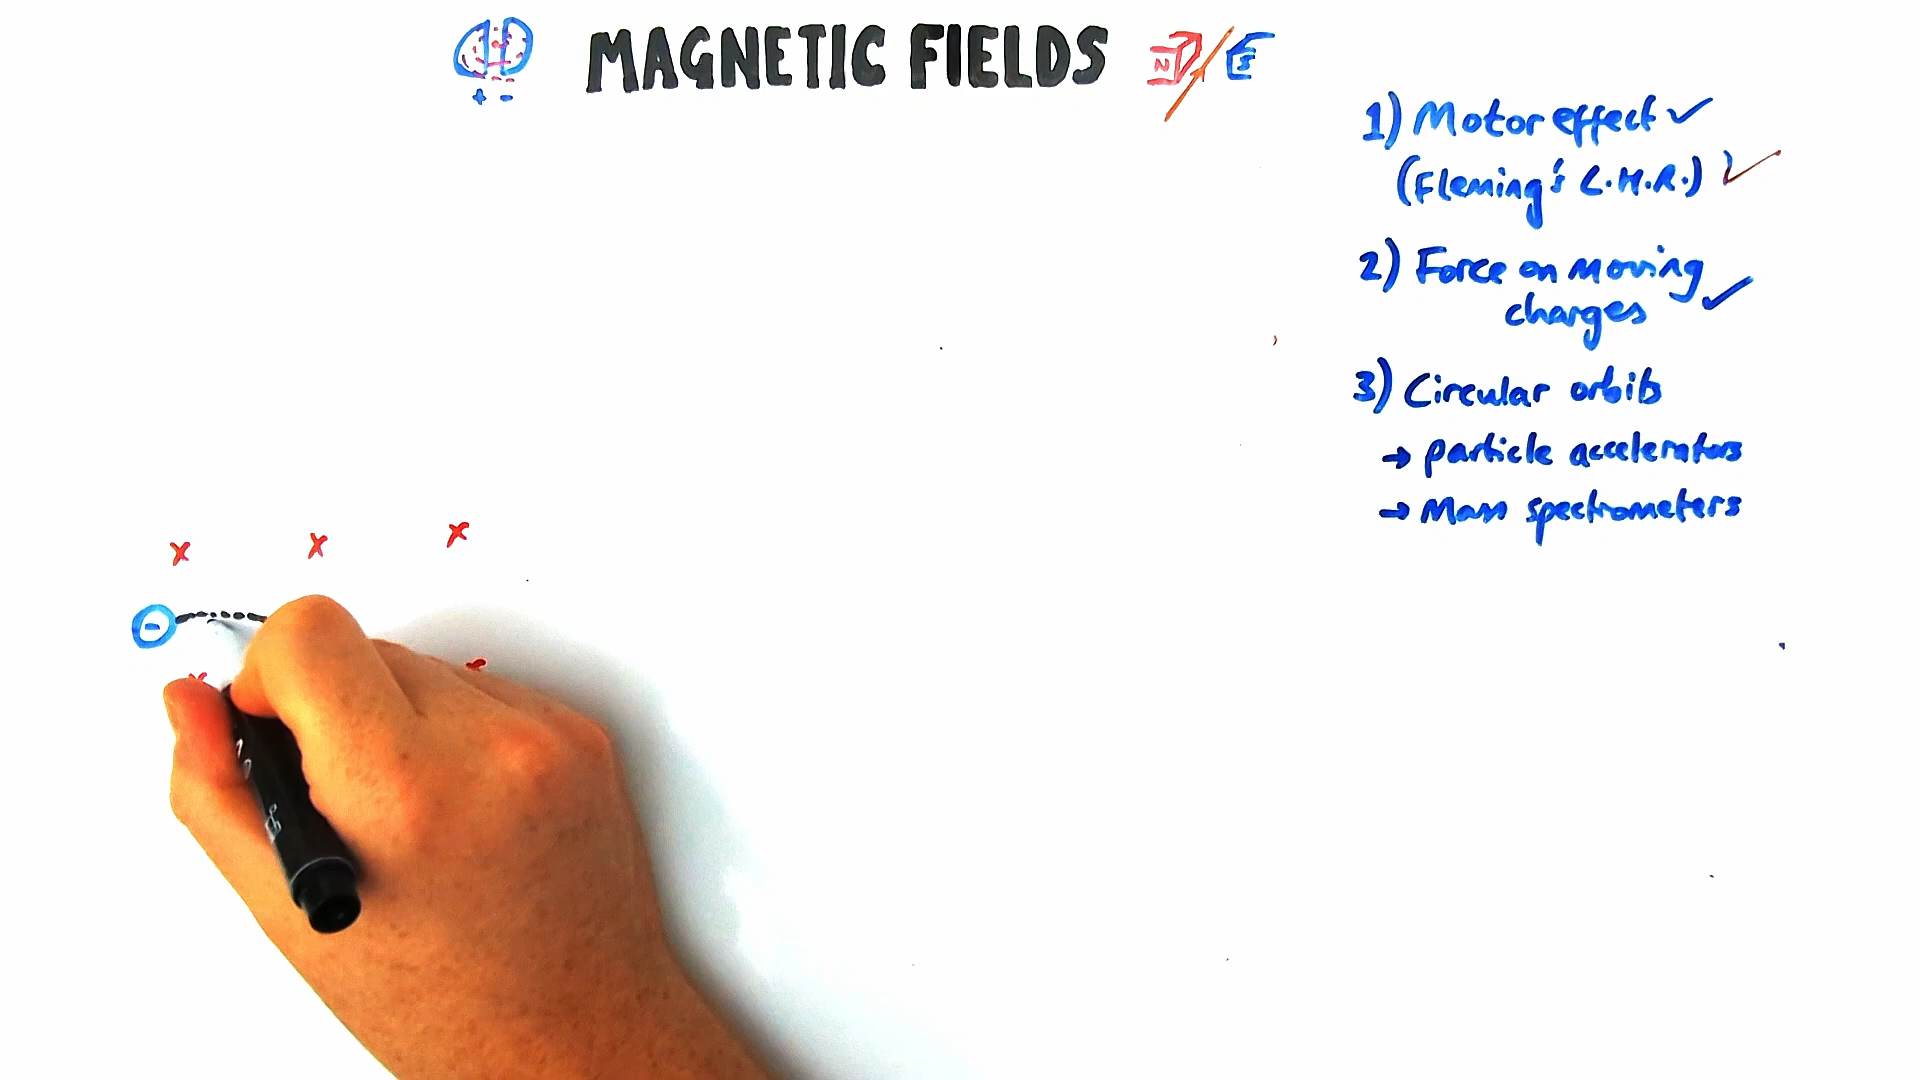 MAGNETIC FIELDS
N
S
+ -
1) Motor effect ✓
(Fleming's L.H.R.) ✓
2) Force on moving
charges ✓
3) Circular orbits
→ particle accelerators
→ Mass spectrometers
x x x
-
x x